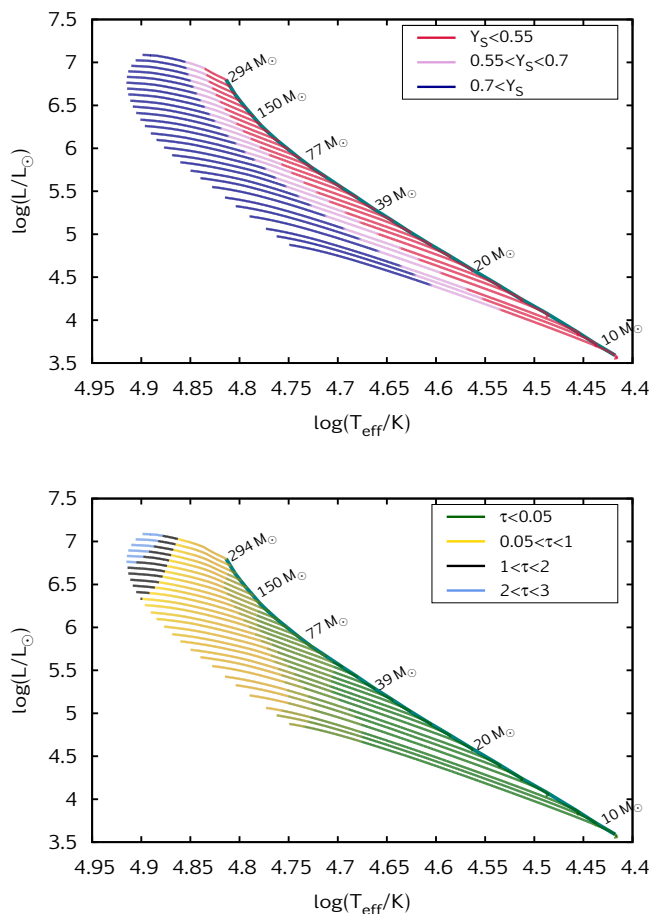 7.5
7
6.5
6
5.5
5
4.5
4
3.5
log(L/L⊙)
Y_S<0.55
0.55<Y_S<0.7
0.7<Y_S
294 M⊙
150 M⊙
77 M⊙
39 M⊙
20 M⊙
10 M⊙
4.95 4.9 4.85 4.8 4.75 4.7 4.65 4.6 4.55 4.5 4.45 4.4
log(T_eff/K)
7.5
7
6.5
6
5.5
5
4.5
4
3.5
log(L/L⊙)
τ<0.05
0.05<τ<1
1<τ<2
2<τ<3
294 M⊙
150 M⊙
77 M⊙
39 M⊙
20 M⊙
10 M⊙
4.95 4.9 4.85 4.8 4.75 4.7 4.65 4.6 4.55 4.5 4.45 4.4
log(T_eff/K)